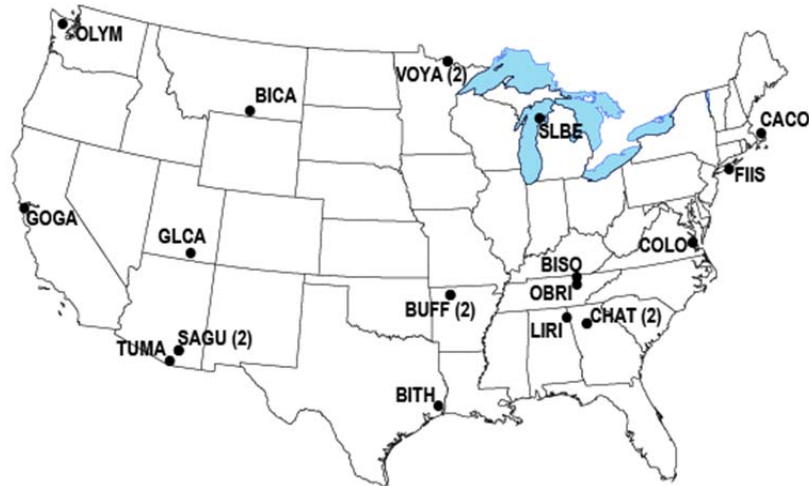 OLYM
VOYA (2)
BICA
SLBE
CACO
FIIS
GOGA
GLCA
COLO
BISO
OBRI
BUFF (2)
CHAT (2)
LIRI
SAGU (2)
TUMA
BITH